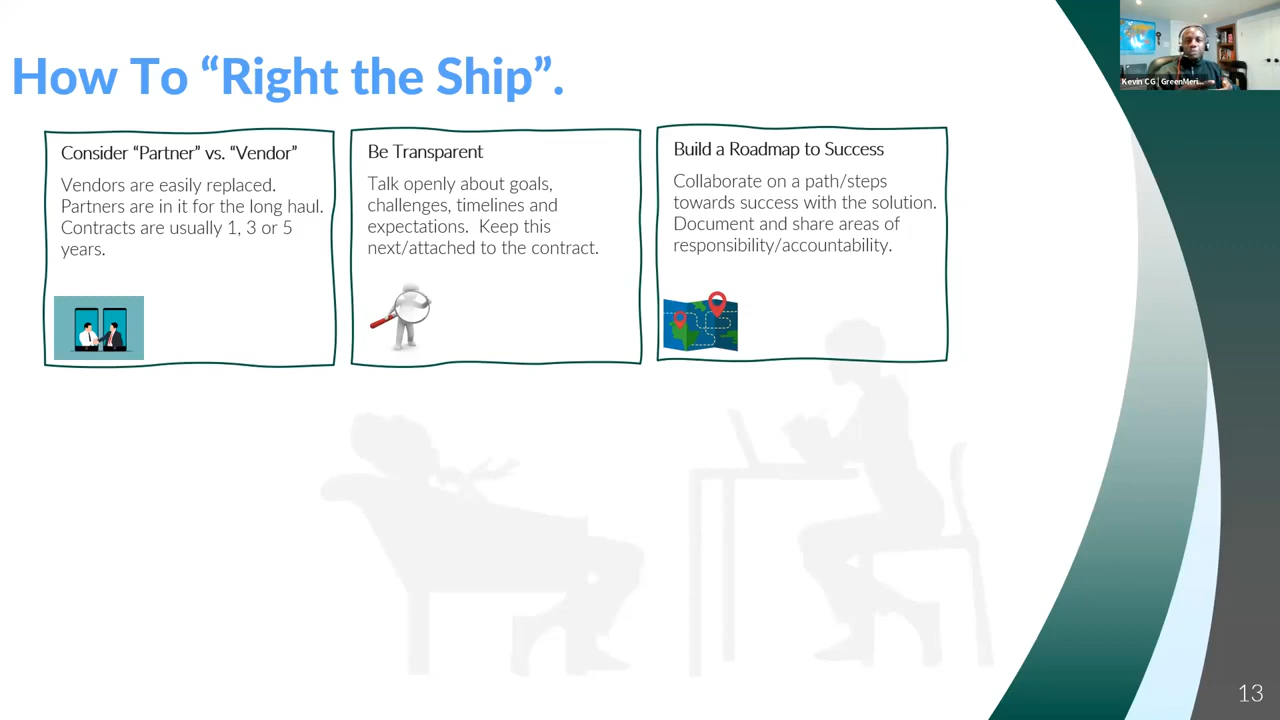 How To “Right the Ship”.
Consider “Partner” vs. “Vendor”
Vendors are easily replaced.
Partners are in it for the long haul.
Contracts are usually 1, 3 or 5
years.
Be Transparent
Talk openly about goals,
challenges, timelines and
expectations.  Keep this
next/attached to the contract.
Build a Roadmap to Success
Collaborate on a path/steps
towards success with the solution.
Document and share areas of
responsibility/accountability.
Kevin CG | GreenMeri...
13